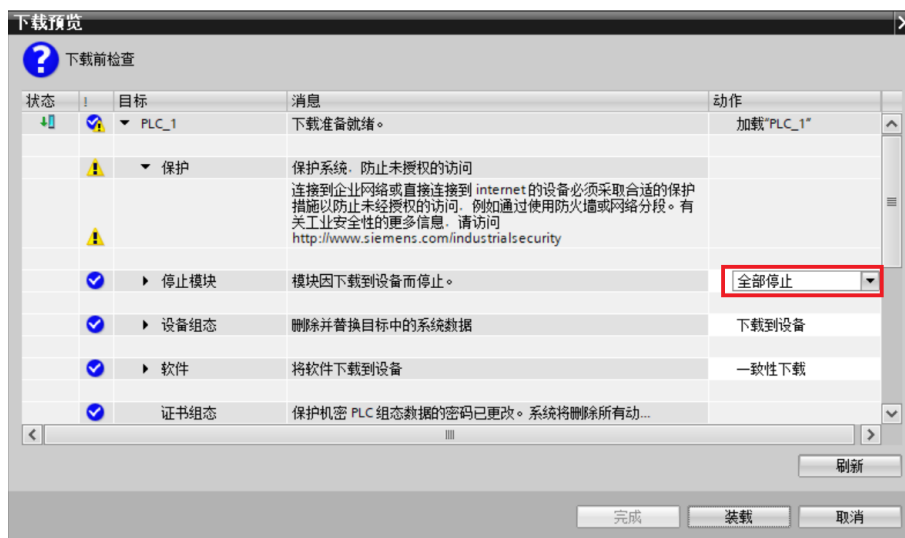 下载预览
下载前检查
状态 ! 目标 消息 动作
PLC_1 下载准备就绪。 加载"PLC_1"
保护 保护系统，防止未授权的访问
连接到企业网络或直接连接到 internet 的设备必须采取合适的保护
措施以防止未经授权的访问，例如通过使用防火墙或网络分段。有
关工业安全性的更多信息，请访问
http://www.siemens.com/industrialsecurity
停止模块 模块因下载到设备而停止。 全部停止
设备组态 删除并替换目标中的系统数据 下载到设备
软件 将软件下载到设备 一致性下载
证书组态 保护机密 PLC 组态数据的密码已更改。系统将删除所有动...
刷新
完成 装载 取消